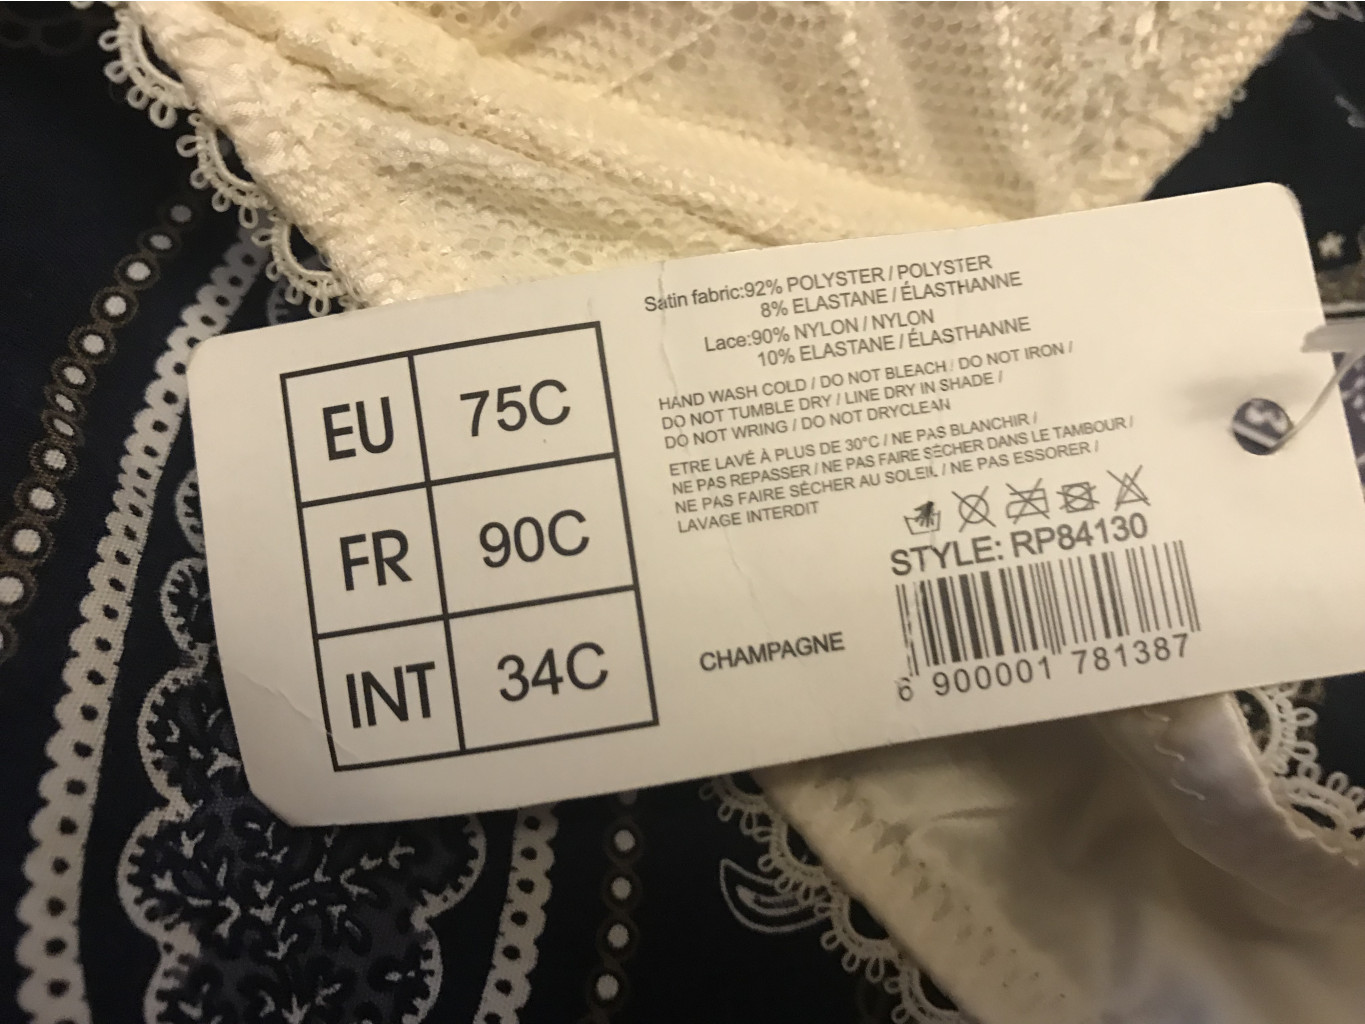 EU 75C
FR 90C
INT 34C
Satin fabric:92% POLYSTER / POLYSTER
8% ELASTANE / ÉLASTHANNE
Lace:90% NYLON / NYLON
10% ELASTANE / ÉLASTHANNE
HAND WASH COLD / DO NOT BLEACH / DO NOT IRON /
DO NOT TUMBLE DRY / LINE DRY IN SHADE /
DO NOT WRING / DO NOT DRYCLEAN
ETRE LAVÉ À PLUS DE 30°C / NE PAS BLANCHIR /
NE PAS REPASSER / NE PAS FAIRE SÉCHER DANS LE TAMBOUR /
NE PAS FAIRE SÉCHER AU SOLEIL / NE PAS ESSORER /
LAVAGE INTERDIT
STYLE: RP84130
CHAMPAGNE
6 900001 781387